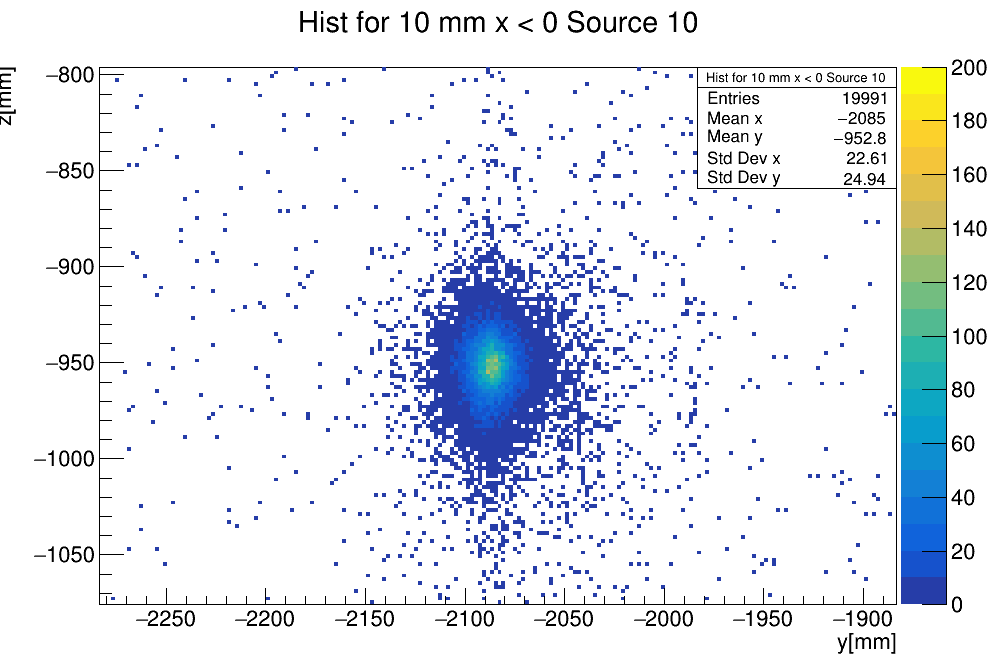 Hist for 10 mm x < 0 Source 10
z[mm]
−800
−850
−900
−950
−1000
−1050
Hist for 10 mm x < 0 Source 10
Entries 19991
Mean x −2085
Mean y −952.8
Std Dev x 22.61
Std Dev y 24.94
200
180
160
140
120
100
80
60
40
20
0
−2250 −2200 −2150 −2100 −2050 −2000 −1950 −1900
y[mm]